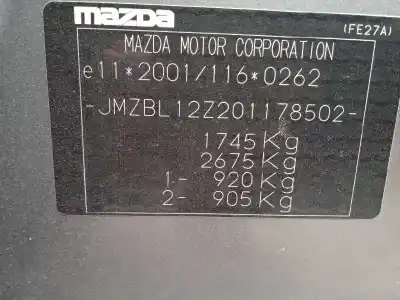 mazda
(FE27A)
MAZDA MOTOR CORPORATION
e11*2001/116*0262
-JMZBL12Z201178502-
1745Kg
2675Kg
1- 920Kg
2- 905Kg